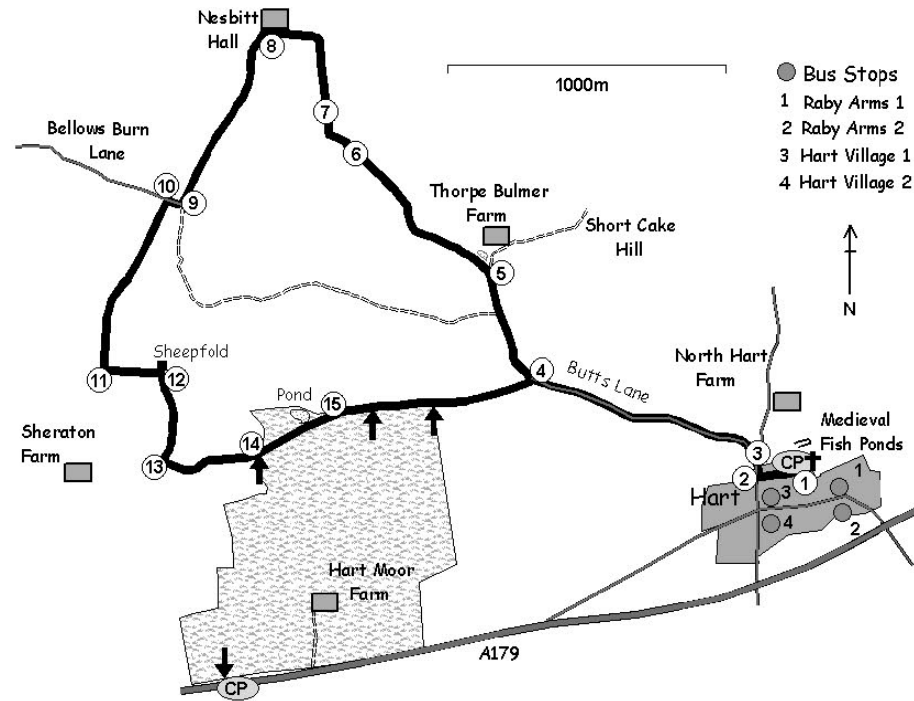 Nesbitt
Hall
8
1000m
Bus Stops
1 Raby Arms 1
2 Raby Arms 2
3 Hart Village 1
4 Hart Village 2
7
Bellows Burn
Lane
6
10
9
Thorpe Bulmer
Farm
Short Cake
Hill
5
N
Sheepfold
11
12
4
Butts Lane
North Hart
Farm
Pond
15
Medieval
Fish Ponds
Sheraton
Farm
13
14
3
CP
2
1
Hart
1
3
4
2
Hart Moor
Farm
A179
CP